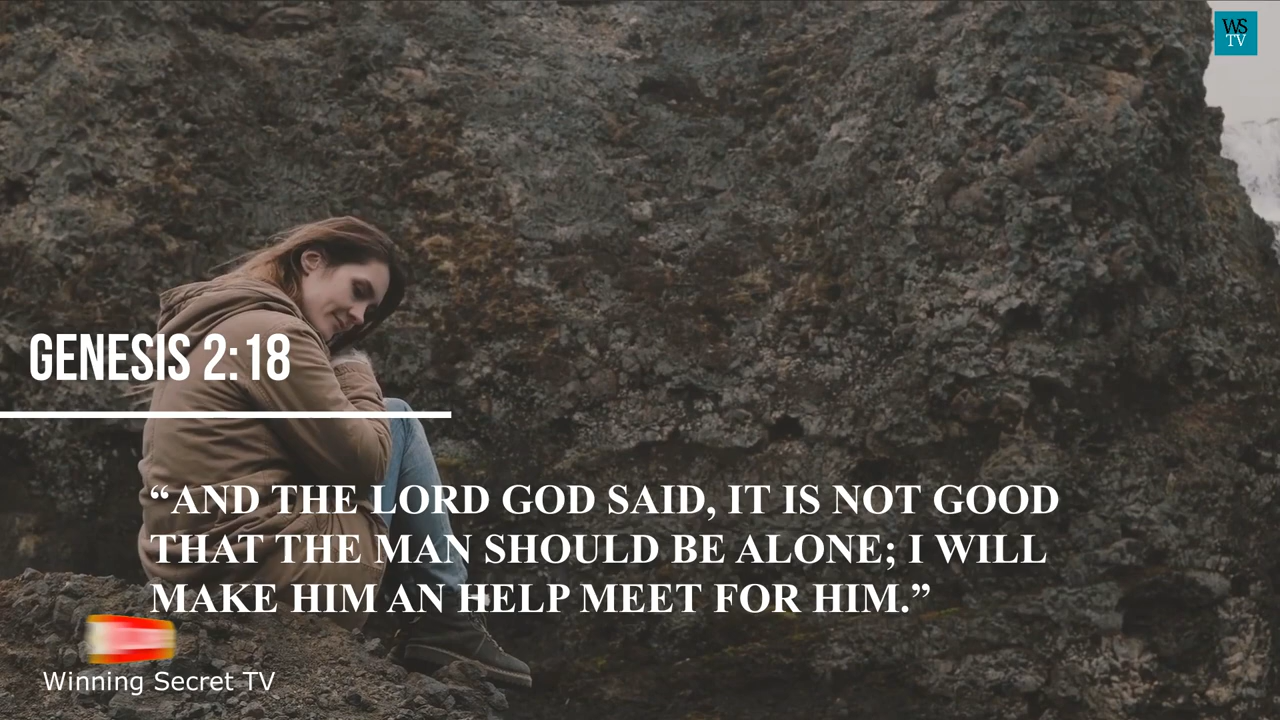 WS
TV
GENESIS 2:18
“AND THE LORD GOD SAID, IT IS NOT GOOD
THAT THE MAN SHOULD BE ALONE; I WILL
MAKE HIM AN HELP MEET FOR HIM.”
Winning Secret TV